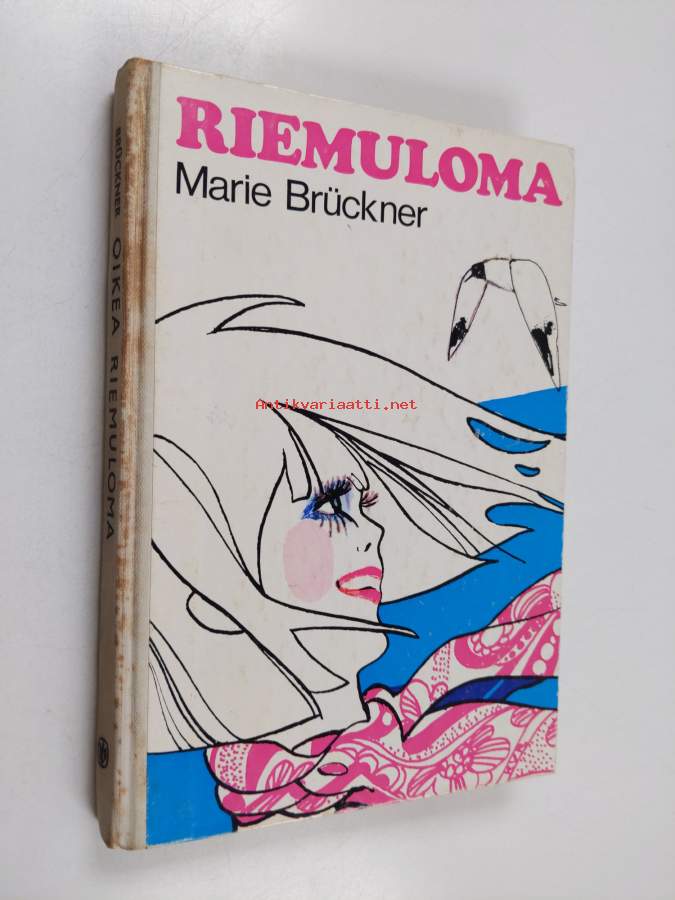 RIEMULOMA
Marie Brückner
BRÜCKNER OIKEA RIEMULOMA
Antikvariaatti.net